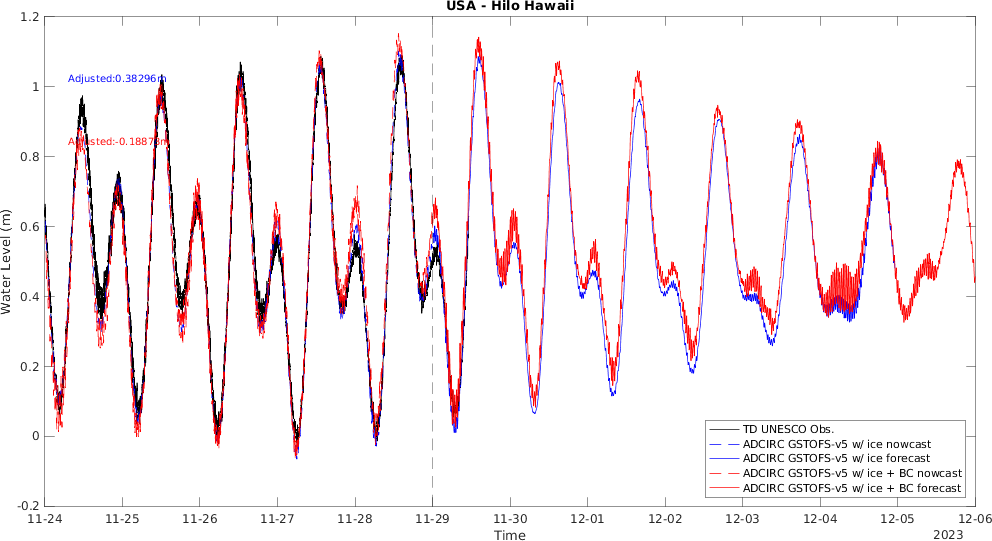 USA - Hilo Hawaii
1.2
1
0.8
0.6
0.4
0.2
0
-0.2
Water Level (m)
Adjusted:0.38296m
Adjusted:-0.18873m
TD UNESCO Obs.
ADCIRC GSTOFS-v5 w/ ice nowcast
ADCIRC GSTOFS-v5 w/ ice forecast
ADCIRC GSTOFS-v5 w/ ice + BC nowcast
ADCIRC GSTOFS-v5 w/ ice + BC forecast
11-24 11-25 11-26 11-27 11-28 11-29 11-30 12-01 12-02 12-03 12-04 12-05 12-06
Time
2023